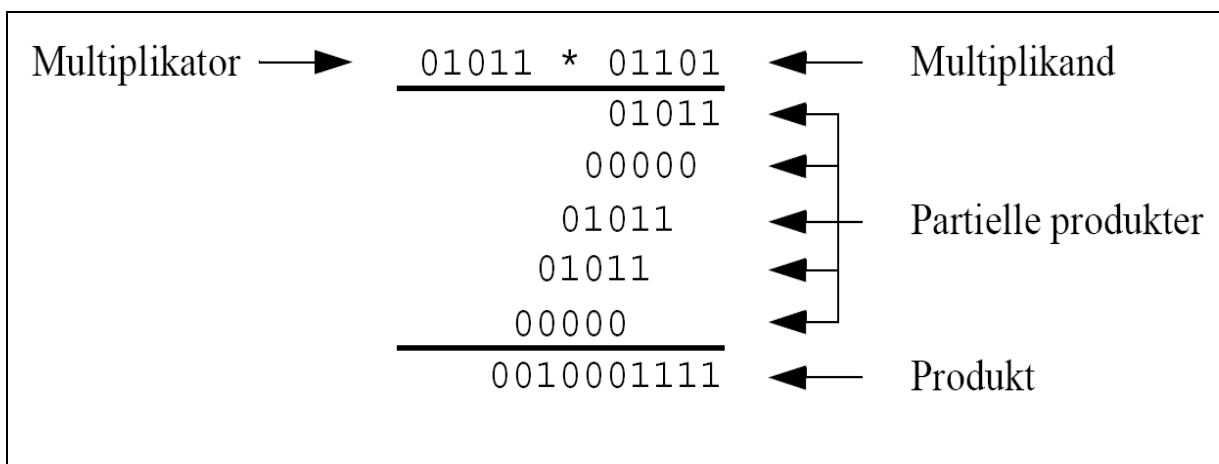 Multiplikator 01011 * 01101 Multiplikand
01011
00000
01011 Partielle produkter
01011
00000
0010001111 Produkt